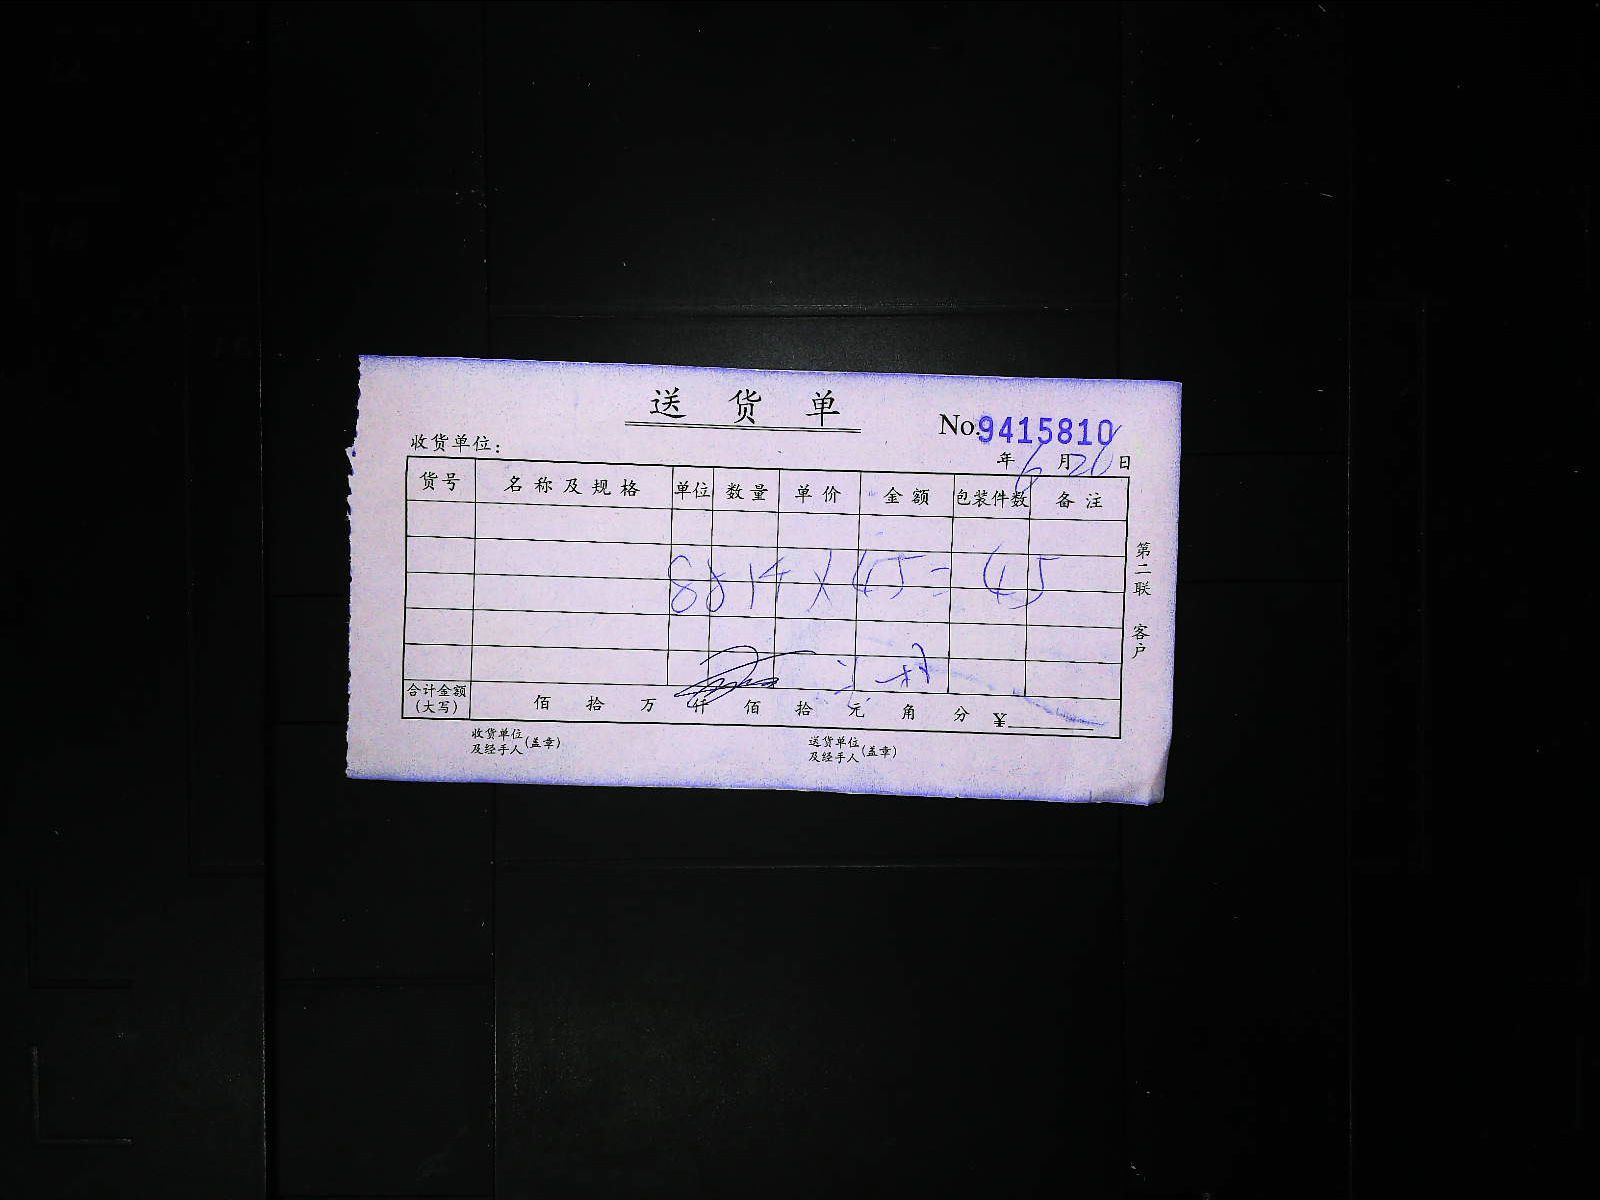 送货单
No.9415810
收货单位：
年6月20日
货号 名称及规格 单位 数量 单价 金额 包装件数 备注
8814 X 45 = 45
合计金额（大写） 佰 拾 万 仟 佰 拾 元 角 分 ¥
收货单位及经手人（盖章） 送货单位及经手人（盖章）
第二联 客户